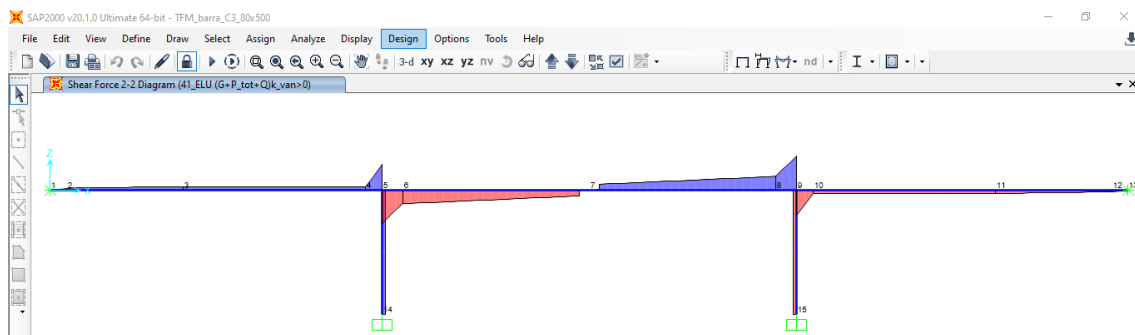 SAP2000 v20.1.0 Ultimate 64-bit - TFM_barra_C3_80x500
File Edit View Define Draw Select Assign Analyze Display Design Options Tools Help
3-d xy xz yz nv nd
Shear Force 2-2 Diagram (41_ELU (G+P_tot+Q)k_van>0)
Z
1 2 3 4 5 6 7 8 9 10 11 12 13
14 15